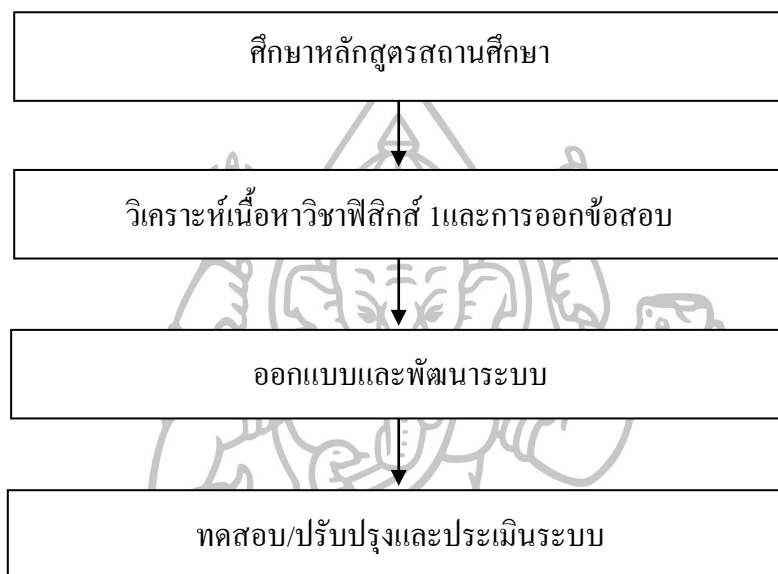 ศึกษาหลักสูตรสถานศึกษา
วิเคราะห์เนื้อหาวิชาฟิสิกส์ 1และการออกข้อสอบ
ออกแบบและพัฒนาระบบ
ทดสอบ/ปรับปรุงและประเมินระบบ